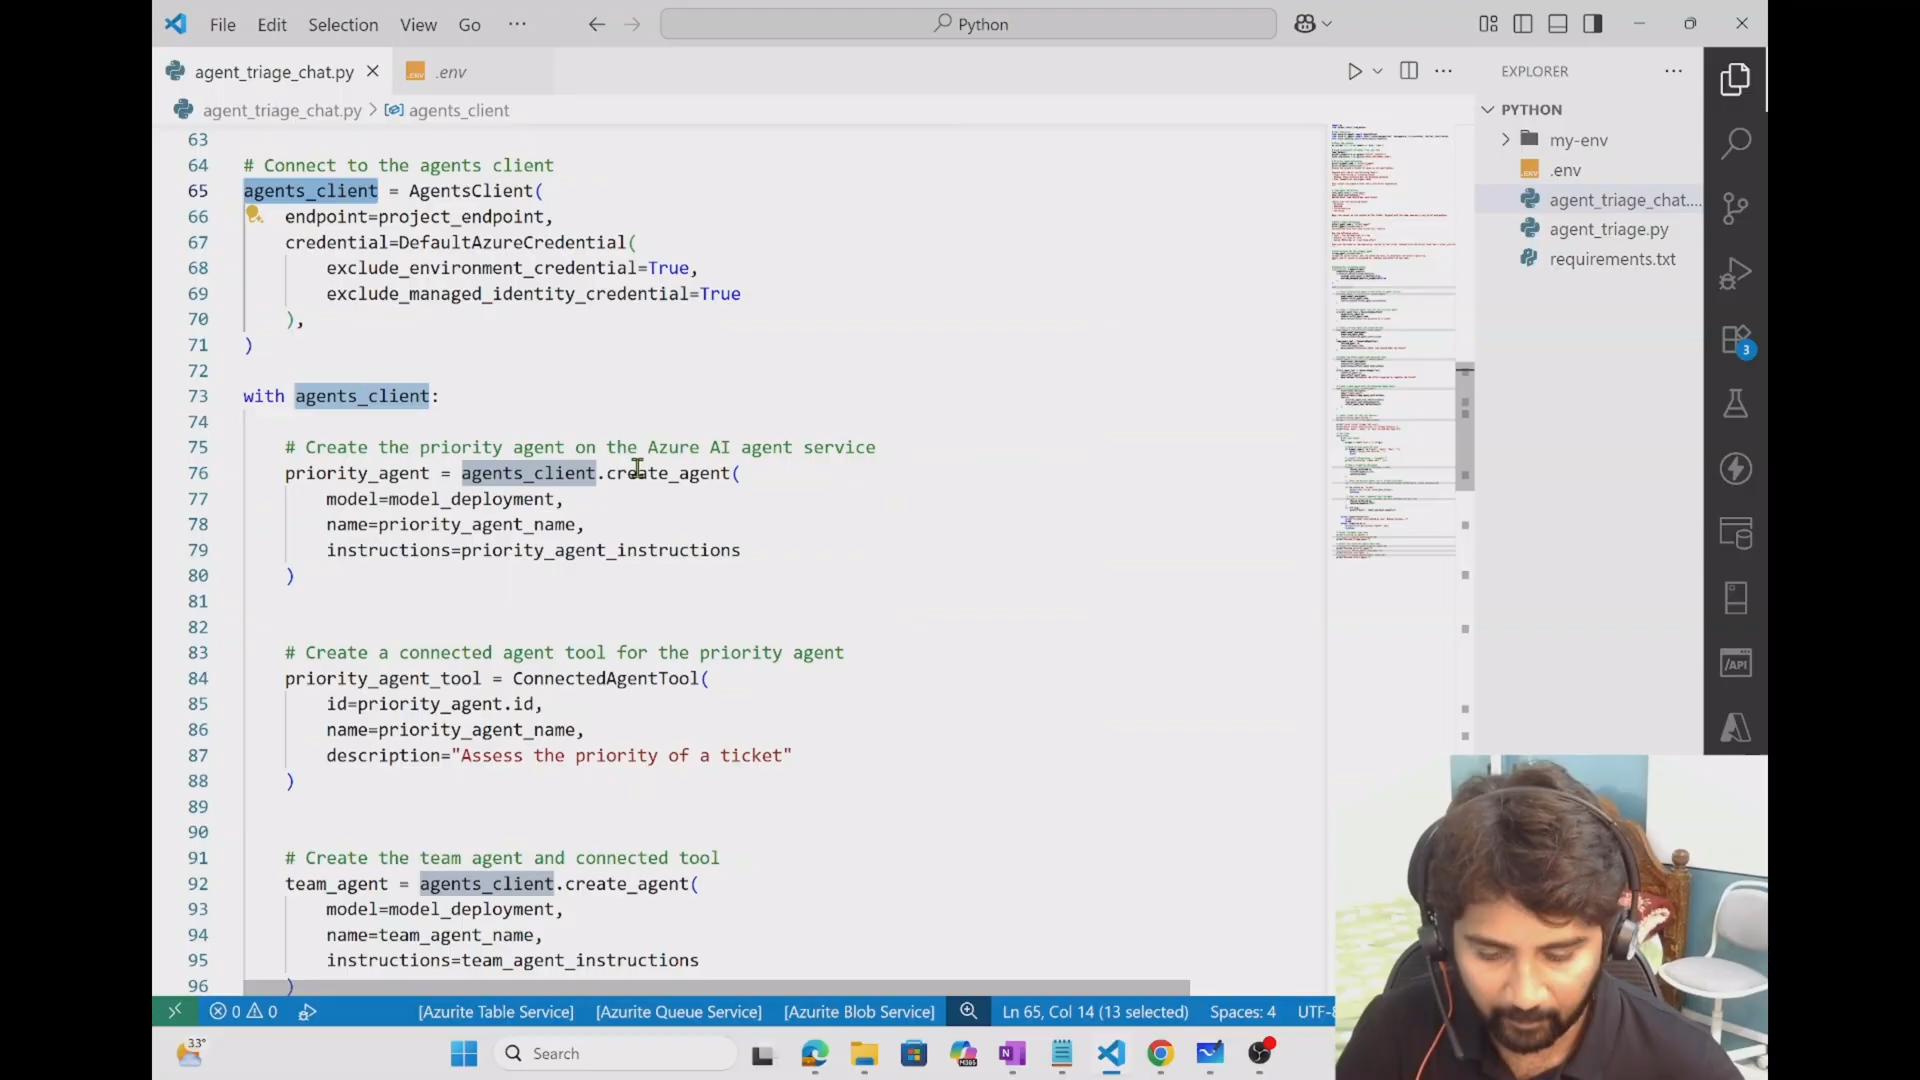 File Edit Selection View Go ··· Python
agent_triage_chat.py .env
agent_triage_chat.py > agents_client
63
64 # Connect to the agents client
65 agents_client = AgentsClient(
66 endpoint=project_endpoint,
67 credential=DefaultAzureCredential(
68 exclude_environment_credential=True,
69 exclude_managed_identity_credential=True
70 ),
71 )
72
73 with agents_client:
74
75 # Create the priority agent on the Azure AI agent service
76 priority_agent = agents_client.create_agent(
77 model=model_deployment,
78 name=priority_agent_name,
79 instructions=priority_agent_instructions
80 )
81
82
83 # Create a connected agent tool for the priority agent
84 priority_agent_tool = ConnectedAgentTool(
85 id=priority_agent.id,
86 name=priority_agent_name,
87 description="Assess the priority of a ticket"
88 )
89
90
91 # Create the team agent and connected tool
92 team_agent = agents_client.create_agent(
93 model=model_deployment,
94 name=team_agent_name,
95 instructions=team_agent_instructions
96 )
EXPLORER
PYTHON
my-env
.env
agent_triage_chat....
agent_triage.py
requirements.txt
3
/API
0 0 [Azurite Table Service] [Azurite Queue Service] [Azurite Blob Service] Ln 65, Col 14 (13 selected) Spaces: 4 UTF-8
33° Search
M365